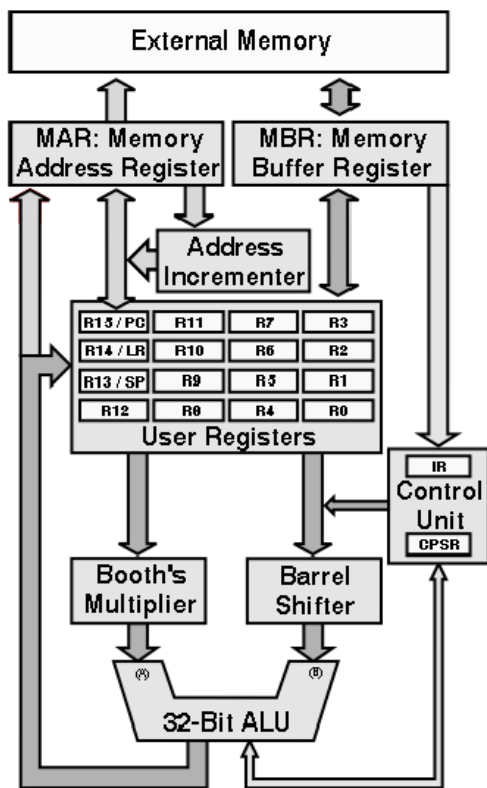 External Memory
MAR: Memory
Address Register
MBR: Memory
Buffer Register
Address
Incrementer
R15 / PC R11 R7 R3
R14 / LR R10 R6 R2
R13 / SP R9 R5 R1
R12 R8 R4 R0
User Registers
IR
Control
Unit
CPSR
Booth's
Multiplier
Barrel
Shifter
(A)
(B)
32-Bit ALU